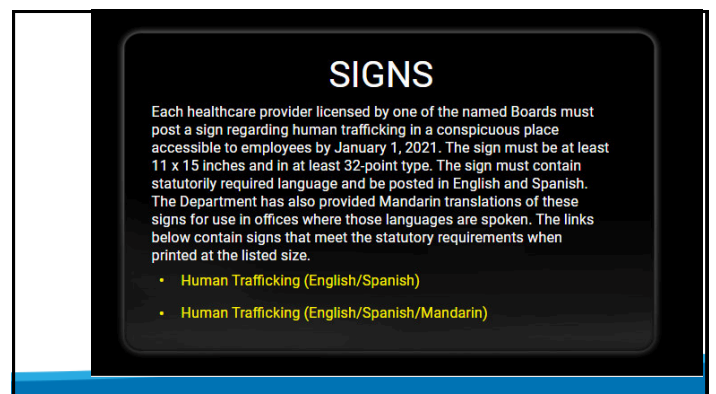 SIGNS
Each healthcare provider licensed by one of the named Boards must
post a sign regarding human trafficking in a conspicuous place
accessible to employees by January 1, 2021. The sign must be at least
11 x 15 inches and in at least 32-point type. The sign must contain
statutorily required language and be posted in English and Spanish.
The Department has also provided Mandarin translations of these
signs for use in offices where those languages are spoken. The links
below contain signs that meet the statutory requirements when
printed at the listed size.
• Human Trafficking (English/Spanish)
• Human Trafficking (English/Spanish/Mandarin)